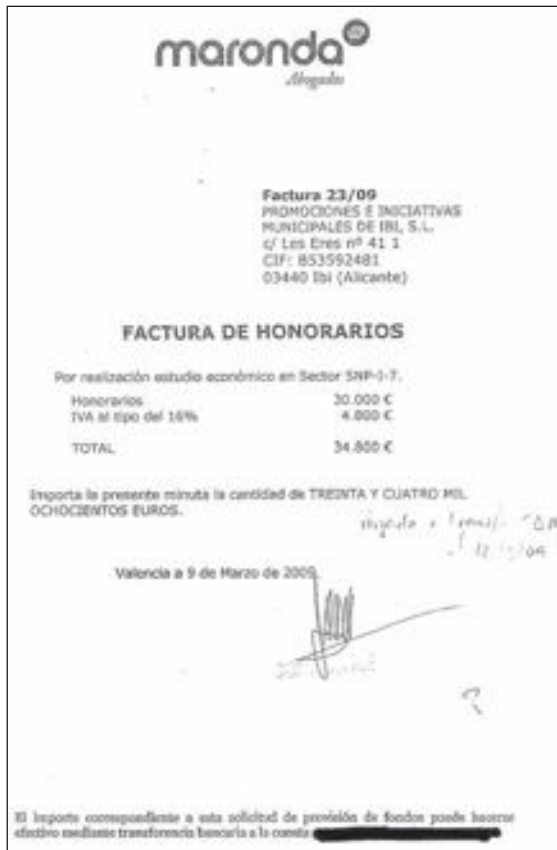 maronda
Abogados
Factura 23/09
PROMOCIONES E INICIATIVAS
MUNICIPALES DE IBI, S.L.
c/ Les Eres nº 41 1
CIF: B53592481
03440 Ibi (Alicante)
FACTURA DE HONORARIOS
Por realización estudio económico en Sector SNP-I-7.
Honorarios 30.000 €
IVA al tipo del 16% 4.800 €
TOTAL 34.800 €
Importa la presente minuta la cantidad de TREINTA Y CUATRO MIL
OCHOCIENTOS EUROS.
Valencia a 9 de Marzo de 2009
El importe correspondiente a esta solicitud de provisión de fondos puede hacerse
efectivo mediante transferencia bancaria a la cuenta